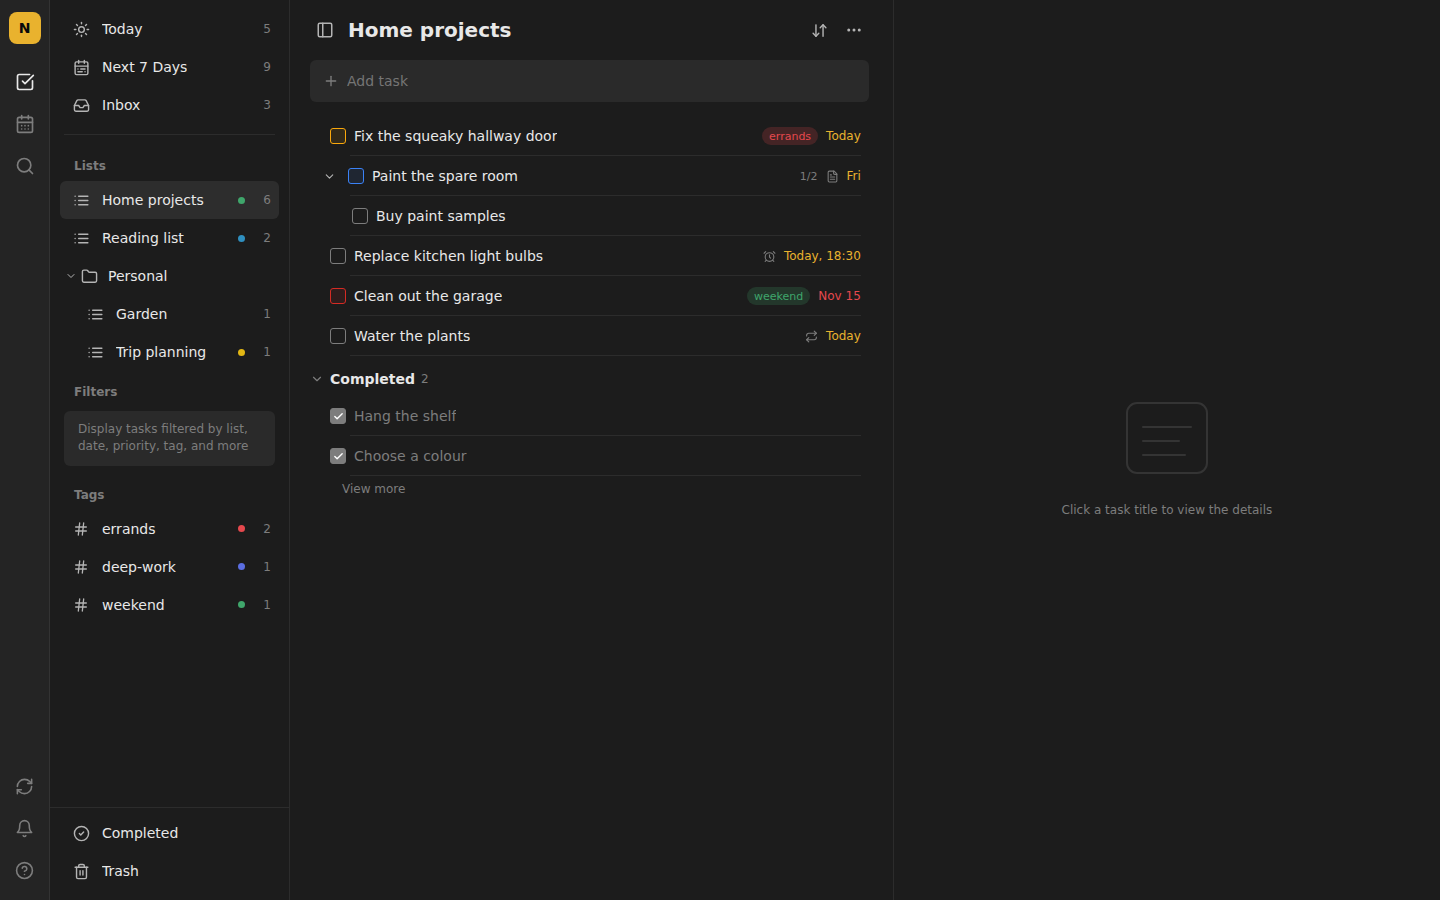 N
Today 5
Next 7 Days 9
Inbox 3
Lists
Home projects 6
Reading list 2
Personal
Garden 1
Trip planning 1
Filters
Display tasks filtered by list,
date, priority, tag, and more
Tags
errands 2
deep-work 1
weekend 1
Completed
Trash
Home projects
Add task
Fix the squeaky hallway door errands Today
Paint the spare room 1/2 Fri
Buy paint samples
Replace kitchen light bulbs Today, 18:30
Clean out the garage weekend Nov 15
Water the plants Today
Completed 2
Hang the shelf
Choose a colour
View more
Click a task title to view the details